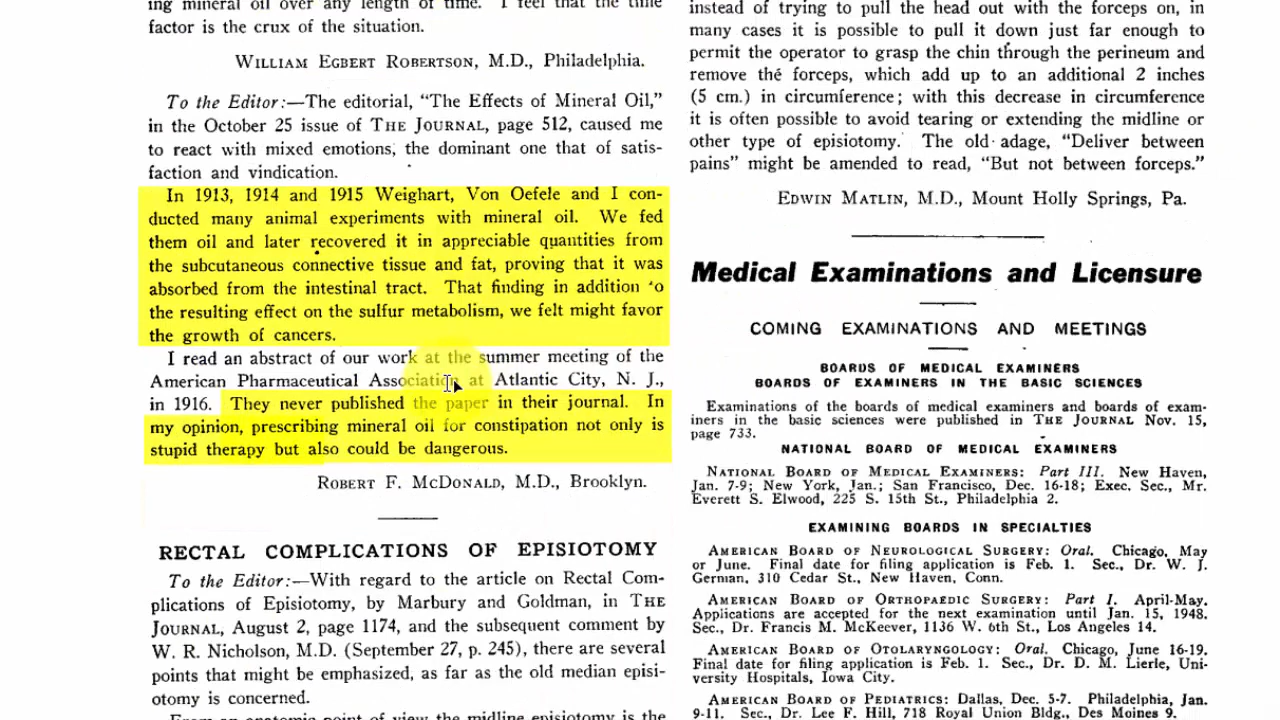 ing mineral oil over any length of time. I feel that the time
factor is the crux of the situation.
WILLIAM EGBERT ROBERTSON, M.D., Philadelphia.
To the Editor:—The editorial, “The Effects of Mineral Oil,”
in the October 25 issue of THE JOURNAL, page 512, caused me
to react with mixed emotions, the dominant one that of satis-
faction and vindication.
In 1913, 1914 and 1915 Weighart, Von Oefele and I con-
ducted many animal experiments with mineral oil. We fed
them oil and later recovered it in appreciable quantities from
the subcutaneous connective tissue and fat, proving that it was
absorbed from the intestinal tract. That finding in addition 'o
the resulting effect on the sulfur metabolism, we felt might favor
the growth of cancers.
I read an abstract of our work at the summer meeting of the
American Pharmaceutical Association at Atlantic City, N. J.,
in 1916. They never published the paper in their journal. In
my opinion, prescribing mineral oil for constipation not only is
stupid therapy but also could be dangerous.
ROBERT F. MCDONALD, M.D., Brooklyn.
RECTAL COMPLICATIONS OF EPISIOTOMY
To the Editor:—With regard to the article on Rectal Com-
plications of Episiotomy, by Marbury and Goldman, in THE
JOURNAL, August 2, page 1174, and the subsequent comment by
W. R. Nicholson, M.D. (September 27, p. 245), there are several
points that might be emphasized, as far as the old median episi-
otomy is concerned.
From an anatomic point of view the midline episiotomy is the
instead of trying to pull the head out with the forceps on, in
many cases it is possible to pull it down just far enough to
permit the operator to grasp the chin through the perineum and
remove the forceps, which add up to an additional 2 inches
(5 cm.) in circumference; with this decrease in circumference
it is often possible to avoid tearing or extending the midline or
other type of episiotomy. The old adage, “Deliver between
pains” might be amended to read, “But not between forceps.”
EDWIN MATLIN, M.D., Mount Holly Springs, Pa.
Medical Examinations and Licensure
COMING EXAMINATIONS AND MEETINGS
BOARDS OF MEDICAL EXAMINERS
BOARDS OF EXAMINERS IN THE BASIC SCIENCES
Examinations of the boards of medical examiners and boards of exam-
iners in the basic sciences were published in THE JOURNAL Nov. 15,
page 733.
NATIONAL BOARD OF MEDICAL EXAMINERS
NATIONAL BOARD OF MEDICAL EXAMINERS: Part III. New Haven,
Jan. 7-9; New York, Jan.; San Francisco, Dec. 16-18; Exec. Sec., Mr.
Everett S. Elwood, 225 S. 15th St., Philadelphia 2.
EXAMINING BOARDS IN SPECIALTIES
AMERICAN BOARD OF NEUROLOGICAL SURGERY: Oral. Chicago, May
or June. Final date for filing application is Feb. 1. Sec., Dr. W. J.
German, 310 Cedar St., New Haven, Conn.
AMERICAN BOARD OF ORTHOPAEDIC SURGERY: Part I. April-May.
Applications are accepted for the next examination until Jan. 15, 1948.
Sec., Dr. Francis M. McKeever, 1136 W. 6th St., Los Angeles 14.
AMERICAN BOARD OF OTOLARYNGOLOGY: Oral. Chicago, June 16-19.
Final date for filing application is Feb. 1. Sec., Dr. D. M. Lierle, Uni-
versity Hospitals, Iowa City.
AMERICAN BOARD OF PEDIATRICS: Dallas, Dec. 5-7. Philadelphia, Jan.
9-11. Sec., Dr. Lee F. Hill, 718 Royal Union Bldg., Des Moines 9.